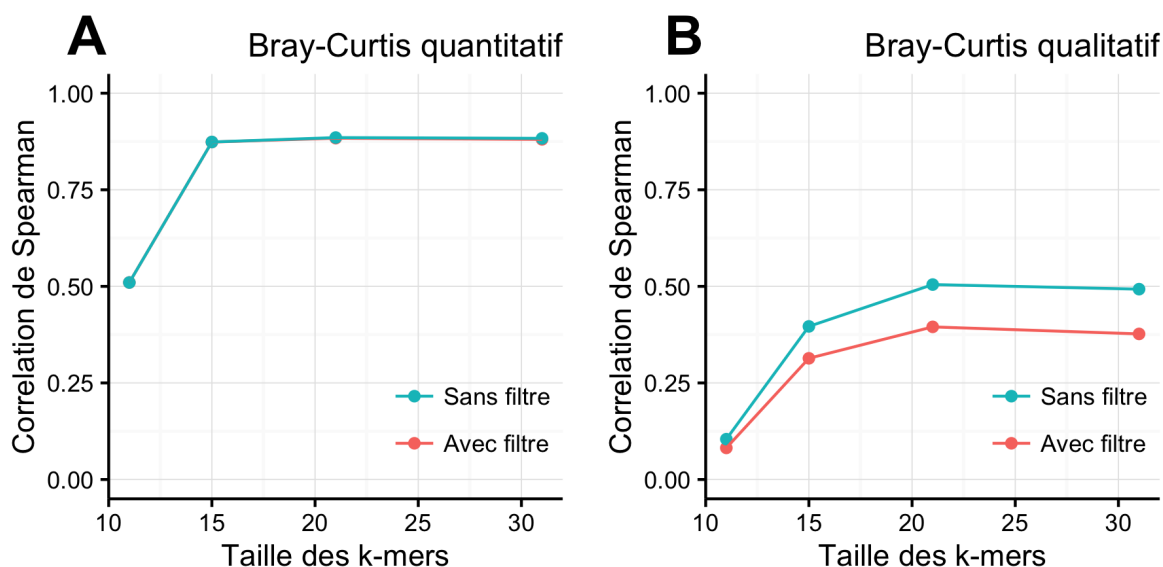 A
Bray-Curtis quantitatif
Correlation de Spearman
1.00
0.75
0.50
0.25
0.00
Sans filtre
Avec filtre
10 15 20 25 30
Taille des k-mers
B
Bray-Curtis qualitatif
Correlation de Spearman
1.00
0.75
0.50
0.25
0.00
Sans filtre
Avec filtre
10 15 20 25 30
Taille des k-mers